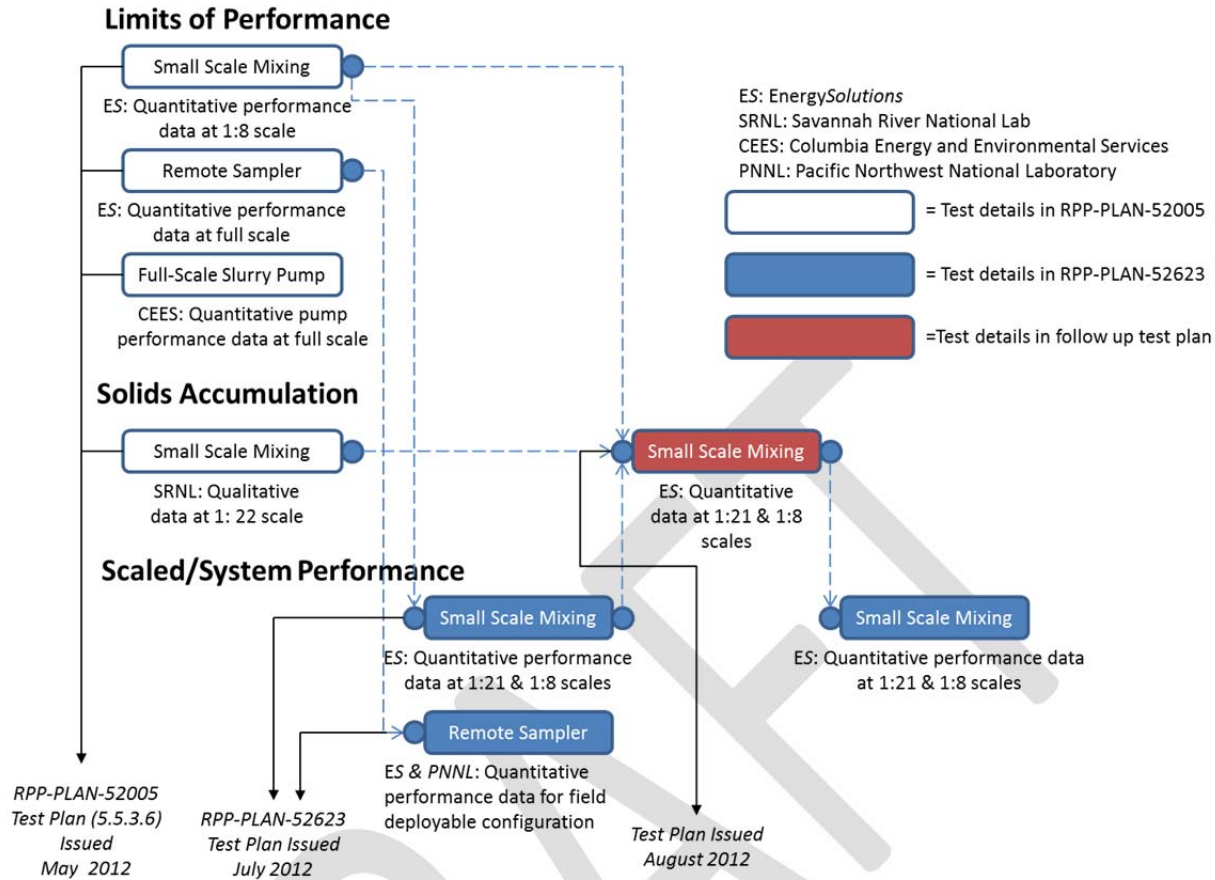 Limits of Performance
Small Scale Mixing
ES: Quantitative performance
data at 1:8 scale
Remote Sampler
ES: Quantitative performance
data at full scale
Full-Scale Slurry Pump
CEES: Quantitative pump
performance data at full scale
ES: EnergySolutions
SRNL: Savannah River National Lab
CEES: Columbia Energy and Environmental Services
PNNL: Pacific Northwest National Laboratory
= Test details in RPP-PLAN-52005
= Test details in RPP-PLAN-52623
=Test details in follow up test plan
Solids Accumulation
Small Scale Mixing
SRNL: Qualitative
data at 1: 22 scale
Small Scale Mixing
ES: Quantitative
data at 1:21 & 1:8
scales
Scaled/System Performance
Small Scale Mixing
ES: Quantitative performance
data at 1:21 & 1:8 scales
Small Scale Mixing
ES: Quantitative performance data
at 1:21 & 1:8 scales
Remote Sampler
ES & PNNL: Quantitative
performance data for field
deployable configuration
RPP-PLAN-52005
Test Plan (5.5.3.6)
Issued
May 2012
RPP-PLAN-52623
Test Plan Issued
July 2012
Test Plan Issued
August 2012
DRAFT